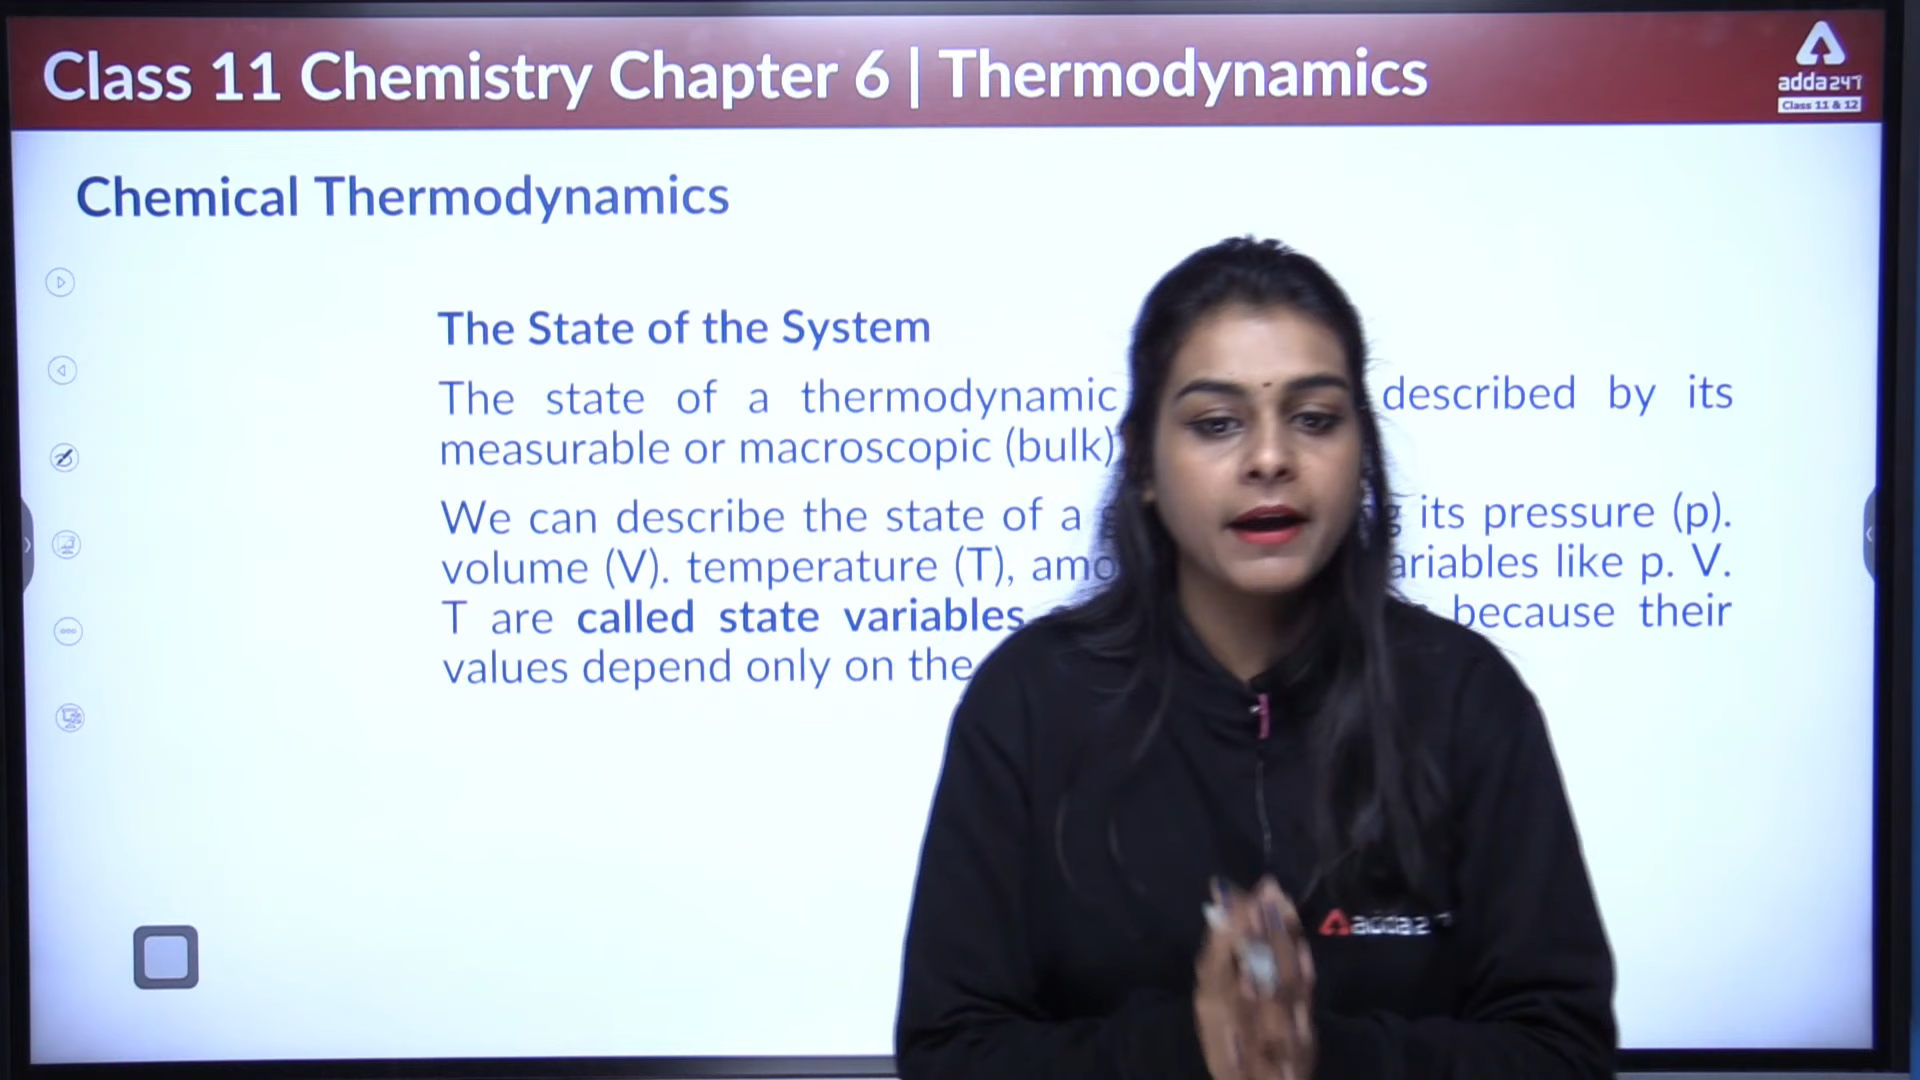 Class 11 Chemistry Chapter 6 | Thermodynamics
adda247
Class 11 & 12
Chemical Thermodynamics
The State of the System
The state of a thermodynamic described by its
measurable or macroscopic (bulk)
We can describe the state of a its pressure (p).
volume (V). temperature (T), like p. V.
T are called state variables because their
values depend only on the